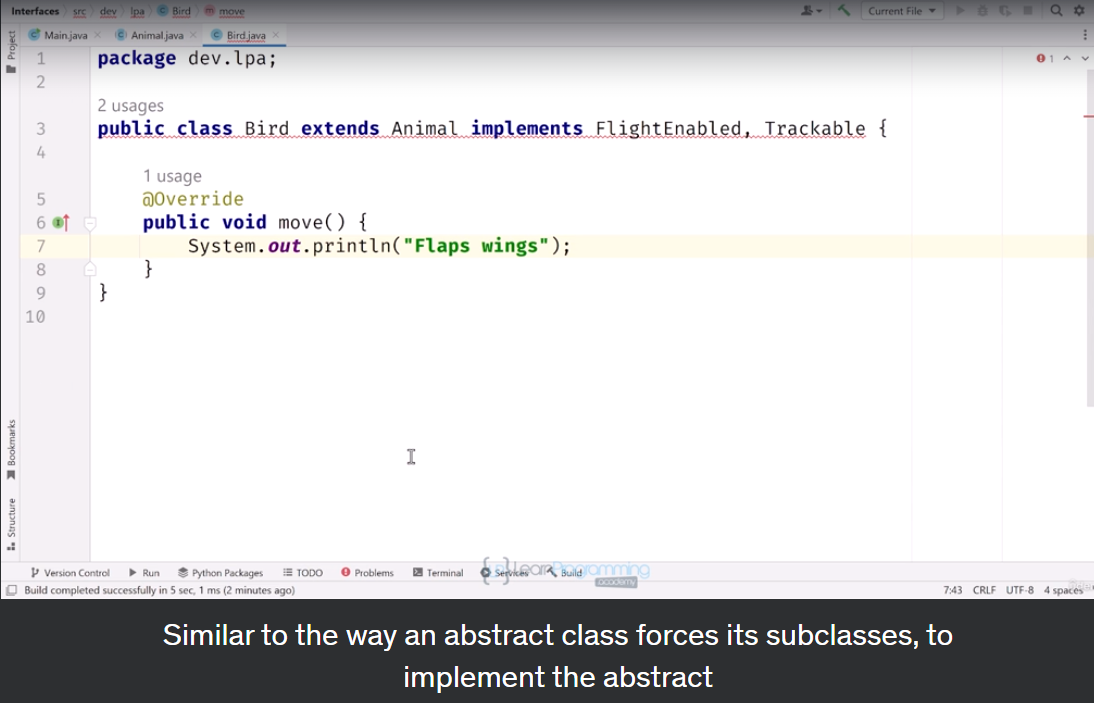 Interfaces src dev lpa Bird move Current File
Main.java Animal.java Bird.java
Project
1 package dev.lpa; 1
2
2 usages
3 public class Bird extends Animal implements FlightEnabled, Trackable {
4
1 usage
5 @Override
6 public void move() {
7 System.out.println("Flaps wings");
8 }
9 }
10
Bookmarks
Structure
Version Control Run Python Packages TODO Problems Terminal Services Build
LearnProgramming
academy
Build completed successfully in 5 sec, 1 ms (2 minutes ago) 7:43 CRLF UTF-8 4 spaces
Similar to the way an abstract class forces its subclasses, to
implement the abstract